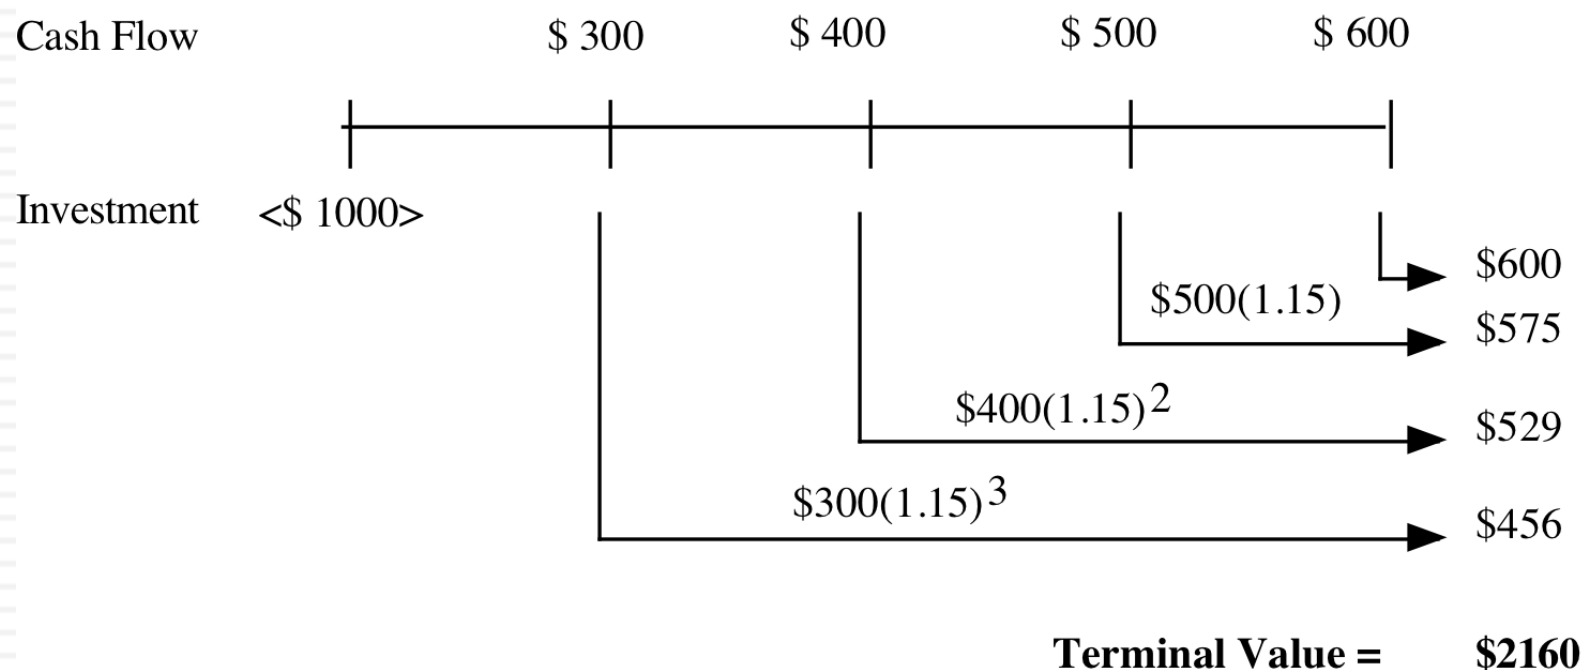 Cash Flow $ 300 $ 400 $ 500 $ 600
Investment <$ 1000>
$600
$500(1.15) $575
$400(1.15)2 $529
$300(1.15)3 $456
Terminal Value = $2160